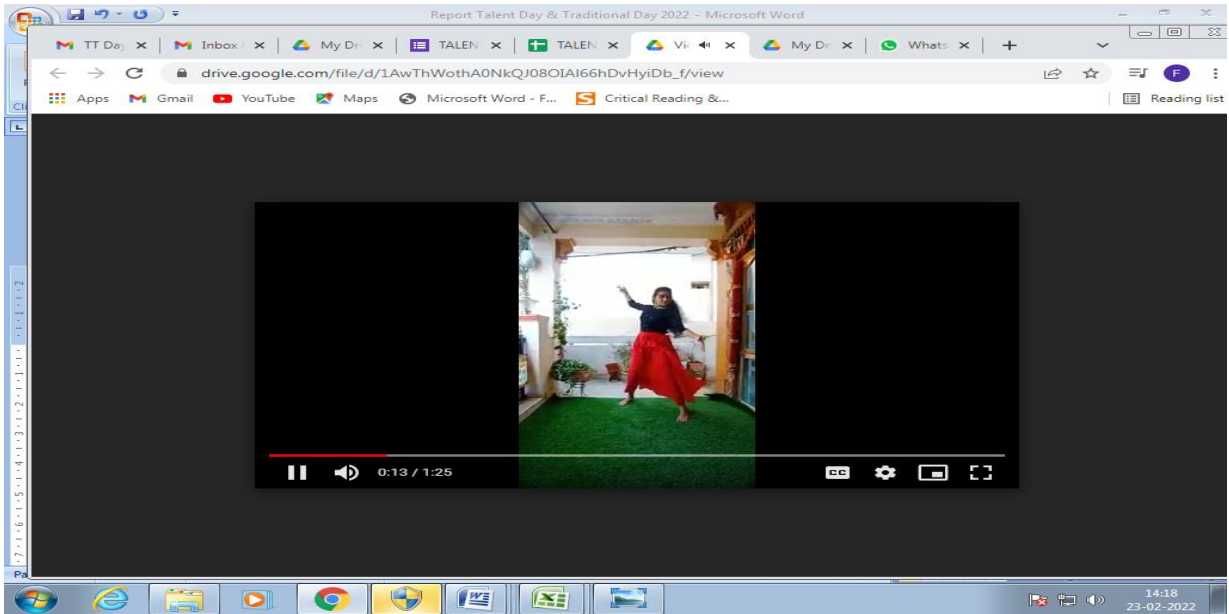 Report Talent Day & Traditional Day 2022 - Microsoft Word
TT Day
Inbox
My Dr
TALEN
TALEN
Vi
My Dr
Whats
drive.google.com/file/d/1AwThWothA0NkQJ08OIAl66hDvHyiDb_f/view
F
Apps
Gmail
YouTube
Maps
Microsoft Word - F...
Critical Reading &...
Reading list
0:13 / 1:25
CC
14:18
23-02-2022